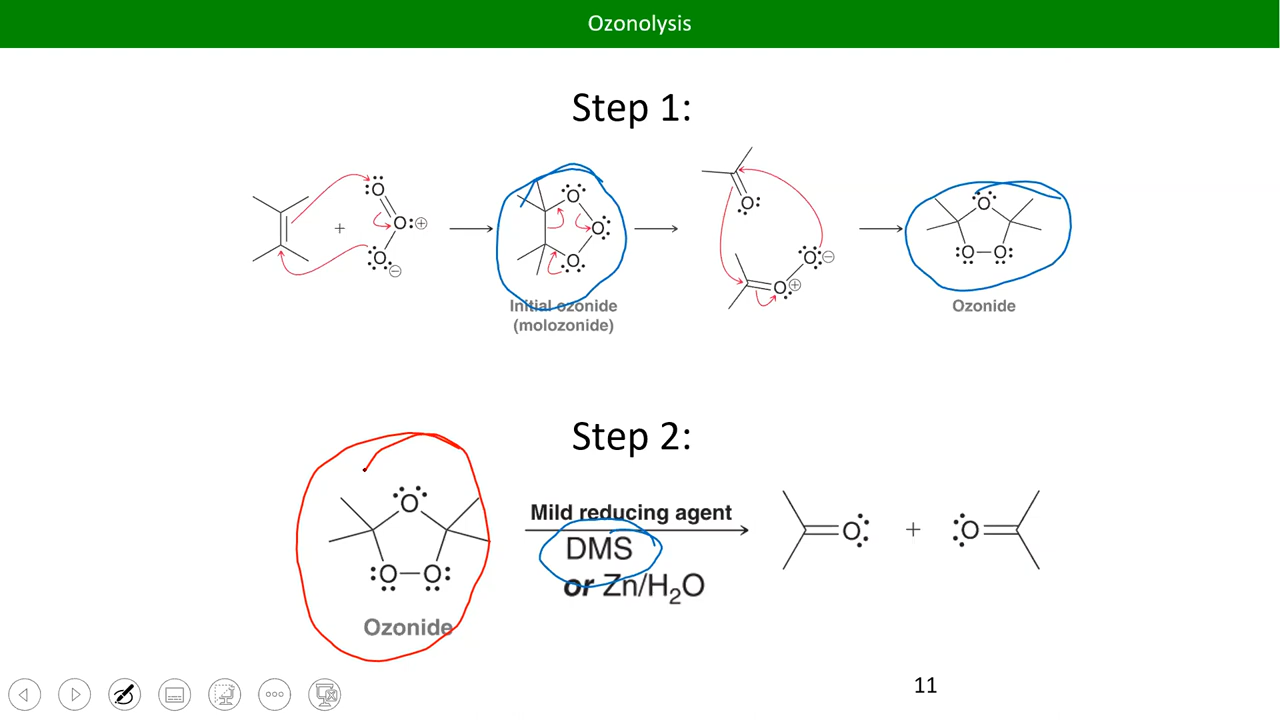 Ozonolysis
Step 1:
O
O
O
+
O
O
O
O
O
O
O
O
O
Initial ozonide
(molozonide)
Ozonide
Step 2:
O
O
O
Ozonide
Mild reducing agent
DMS
or Zn/H₂O
O + O
11